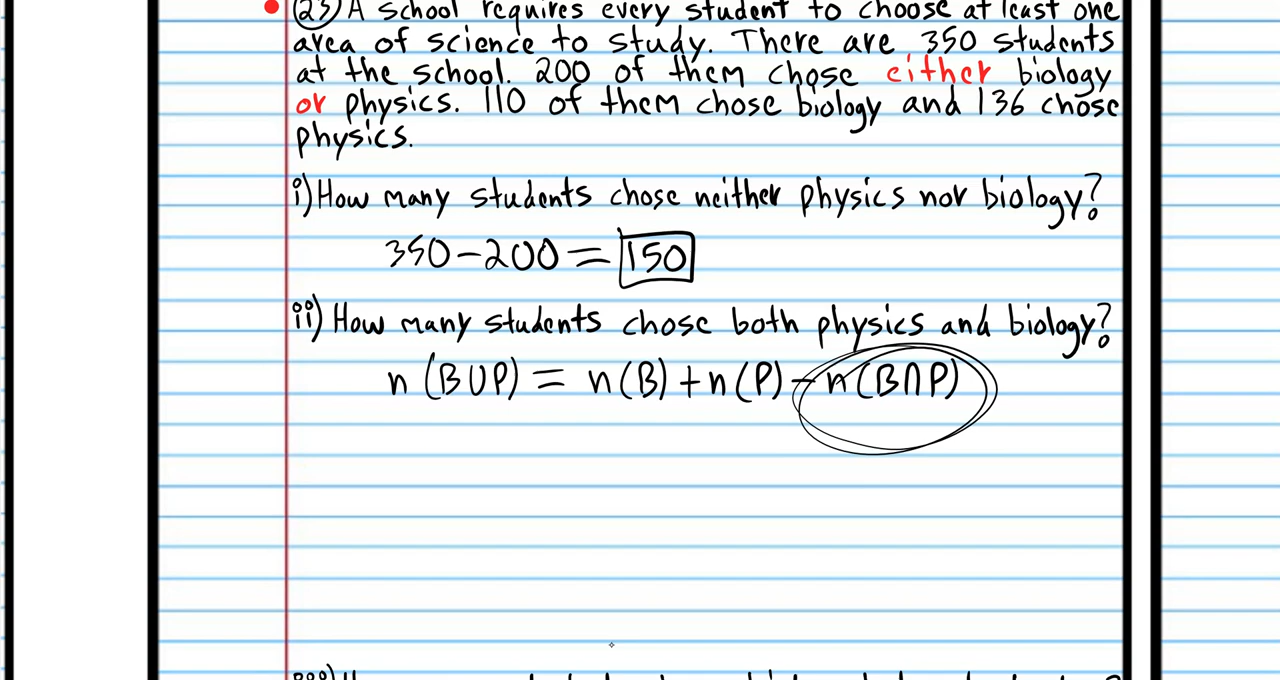 (23) A school requires every student to choose at least one
area of science to study. There are 350 students
at the school. 200 of them chose either biology
or physics. 110 of them chose biology and 136 chose
physics.
i) How many students chose neither physics nor biology?
350-200 = 150
ii) How many students chose both physics and biology?
n (B∪P) = n(B)+n(P)-n(B∩P)